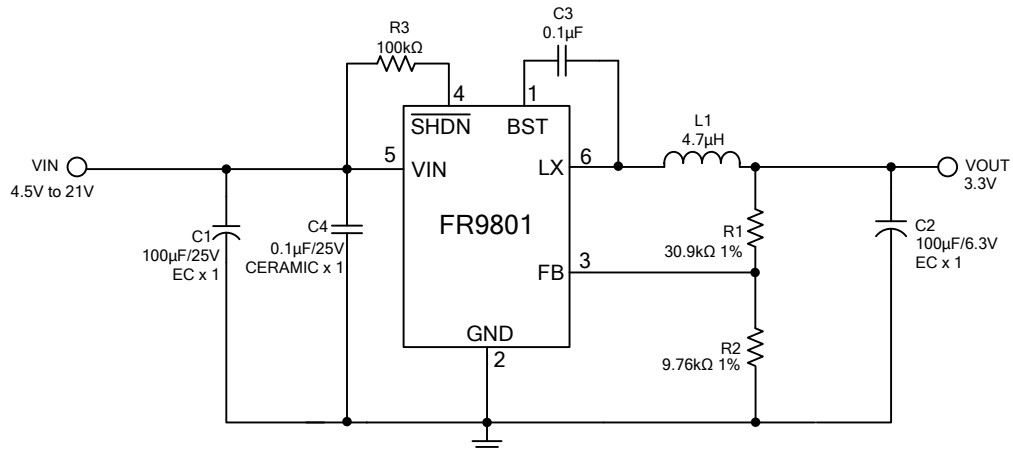 C3
0.1µF
R3
100kΩ
4
1
SHDN
BST
L1
4.7µH
VIN
4.5V to 21V
5
VIN
LX
6
VOUT
3.3V
FR9801
C1
100µF/25V
EC x 1
C4
0.1µF/25V
CERAMIC x 1
R1
30.9kΩ 1%
C2
100µF/6.3V
EC x 1
FB
3
GND
2
R2
9.76kΩ 1%